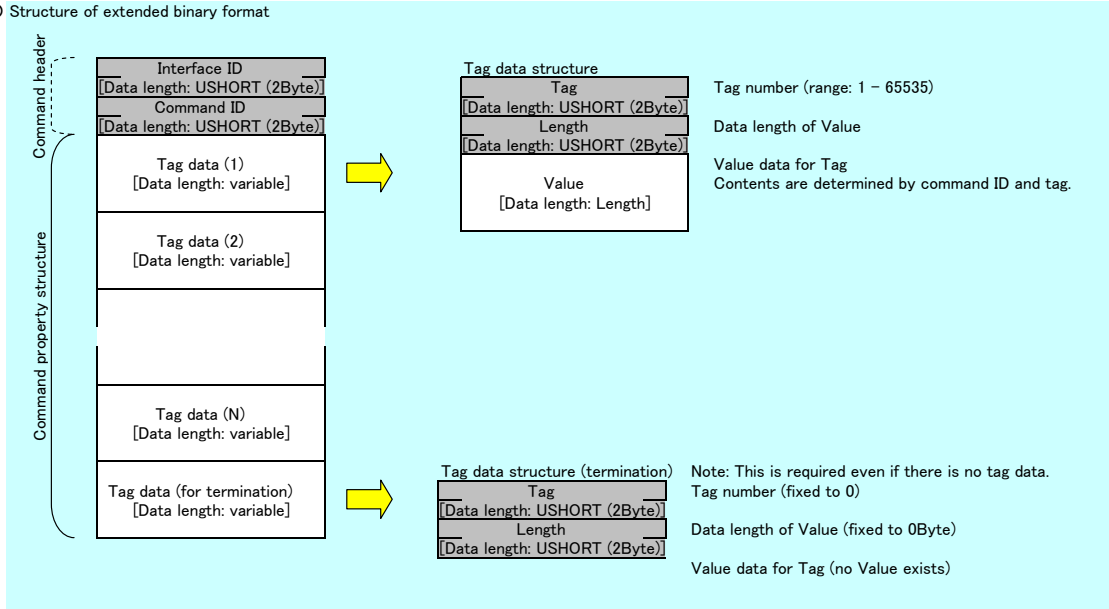 Structure of extended binary format
Command header
Interface ID
[Data length: USHORT (2Byte)]
Command ID
[Data length: USHORT (2Byte)]
Command property structure
Tag data (1)
[Data length: variable]
Tag data (2)
[Data length: variable]
Tag data (N)
[Data length: variable]
Tag data (for termination)
[Data length: variable]
Tag data structure
Tag
[Data length: USHORT (2Byte)]
Length
[Data length: USHORT (2Byte)]
Value
[Data length: Length]
Tag number (range: 1 - 65535)
Data length of Value
Value data for Tag
Contents are determined by command ID and tag.
Tag data structure (termination)
Tag
[Data length: USHORT (2Byte)]
Length
[Data length: USHORT (2Byte)]
Note: This is required even if there is no tag data.
Tag number (fixed to 0)
Data length of Value (fixed to 0Byte)
Value data for Tag (no Value exists)